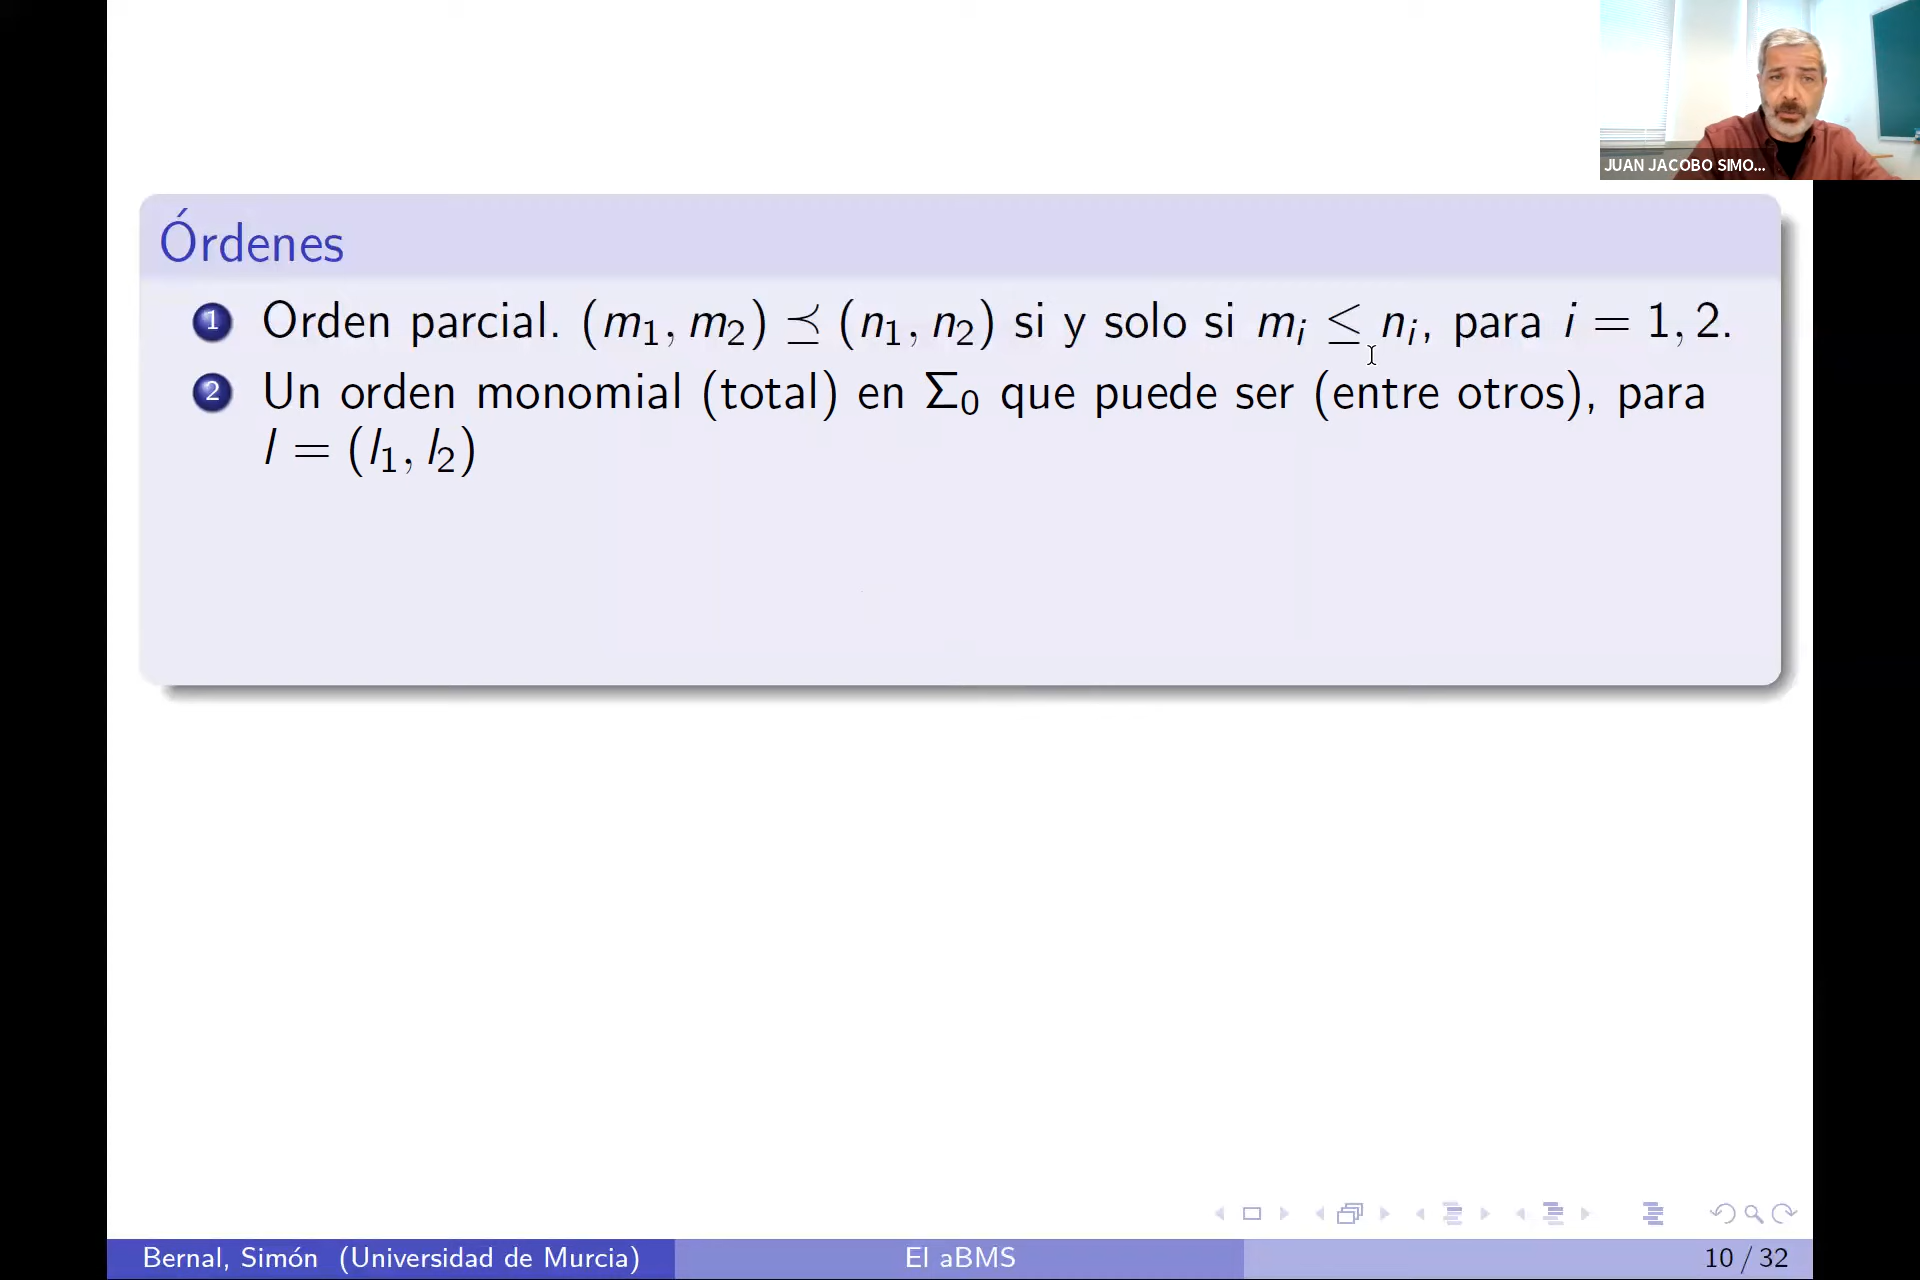 JUAN JACOBO SIMO...
Órdenes
1 Orden parcial. (m₁, m₂) ⪯ (n₁, n₂) si y solo si mᵢ ≤ nᵢ, para i = 1, 2.
2 Un orden monomial (total) en Σ₀ que puede ser (entre otros), para
l = (l₁, l₂)
Bernal, Simón (Universidad de Murcia) El aBMS 10 / 32